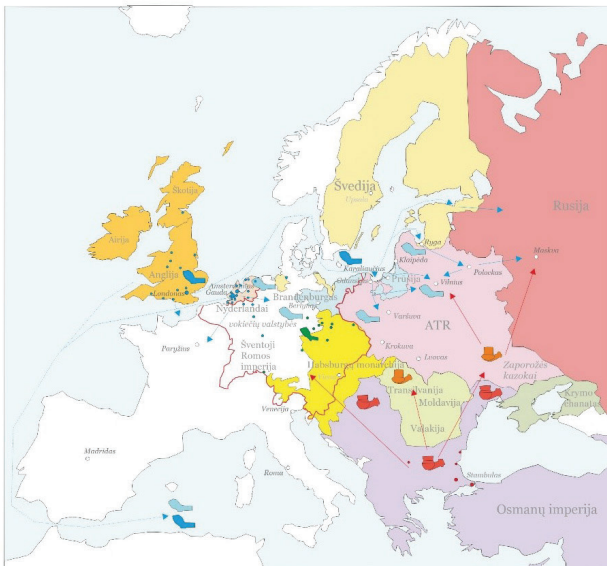 Švedija
Upsala
Škotija
Airija
Anglija
Londonas
Rusija
Ryga
Klaipėda
Maskva
Polockas
Karaliaučius
Gdanskas
Prūsija
Vilnius
Amsterdamas
Gauda
Nyderlandai
Brandenburgas
Berlynas
vokiečių valstybės
Varšuva
ATR
Paryžius
Šventoji
Romos
imperija
Krokuva
Lvovas
Habsburgų monarchija
Zaporožės
kazokai
Transilvanija
Moldavija
Krymo
chanatas
Venecija
Valakija
Madridas
Roma
Stambulas
Osmanų imperija